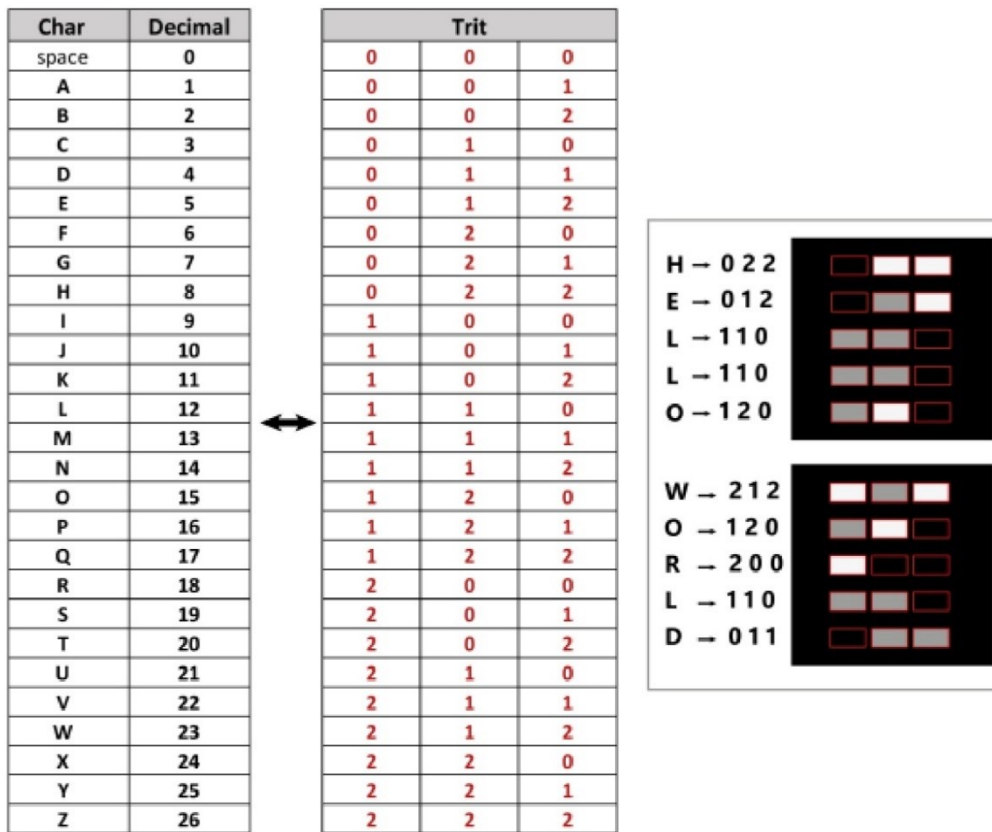 Char Decimal Trit
space 0 0 0 0
A 1 0 0 1
B 2 0 0 2
C 3 0 1 0
D 4 0 1 1
E 5 0 1 2
F 6 0 2 0
G 7 0 2 1
H 8 0 2 2
I 9 1 0 0
J 10 1 0 1
K 11 1 0 2
L 12 1 1 0
M 13 1 1 1
N 14 1 1 2
O 15 1 2 0
P 16 1 2 1
Q 17 1 2 2
R 18 2 0 0
S 19 2 0 1
T 20 2 0 2
U 21 2 1 0
V 22 2 1 1
W 23 2 1 2
X 24 2 2 0
Y 25 2 2 1
Z 26 2 2 2
H → 0 2 2
E → 0 1 2
L → 1 1 0
L → 1 1 0
O → 1 2 0
W → 2 1 2
O → 1 2 0
R → 2 0 0
L → 1 1 0
D → 0 1 1